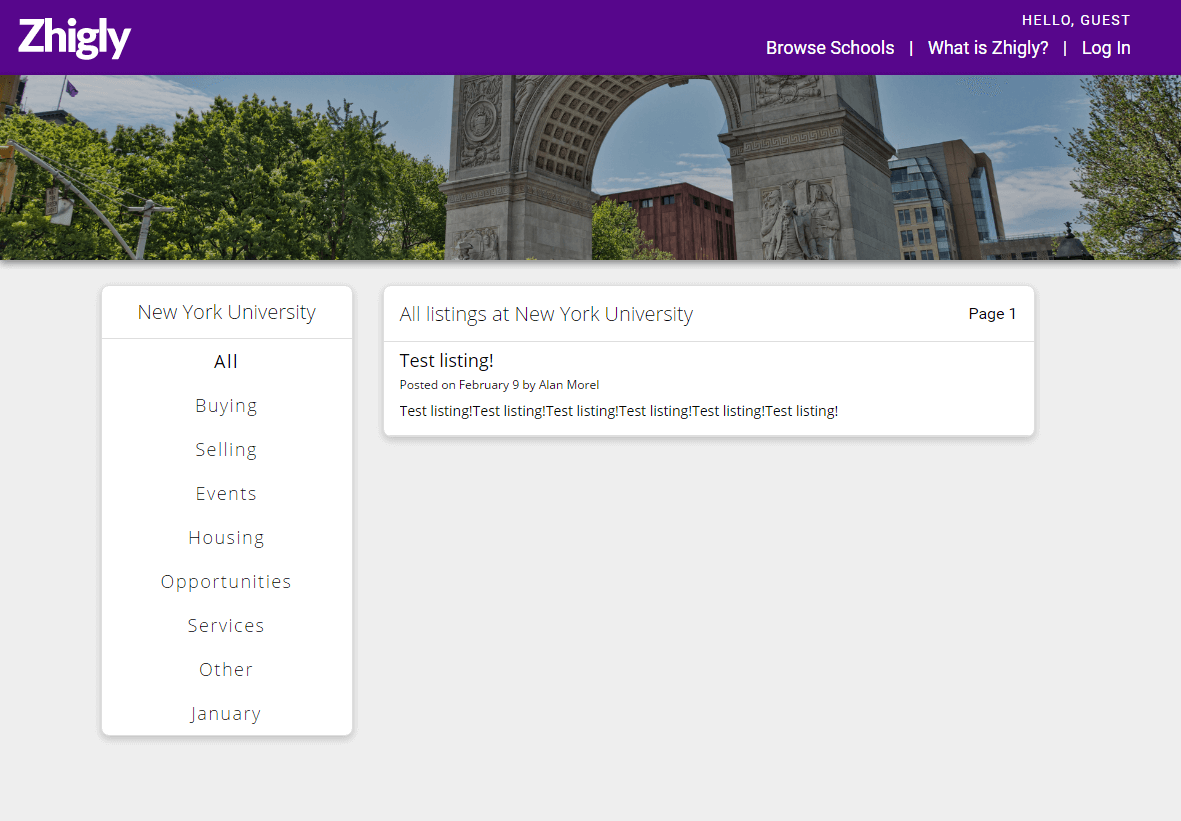 Zhigly
HELLO, GUEST
Browse Schools | What is Zhigly? | Log In
New York University
All
Buying
Selling
Events
Housing
Opportunities
Services
Other
January
All listings at New York University
Page 1
Test listing!
Posted on February 9 by Alan Morel
Test listing!Test listing!Test listing!Test listing!Test listing!Test listing!